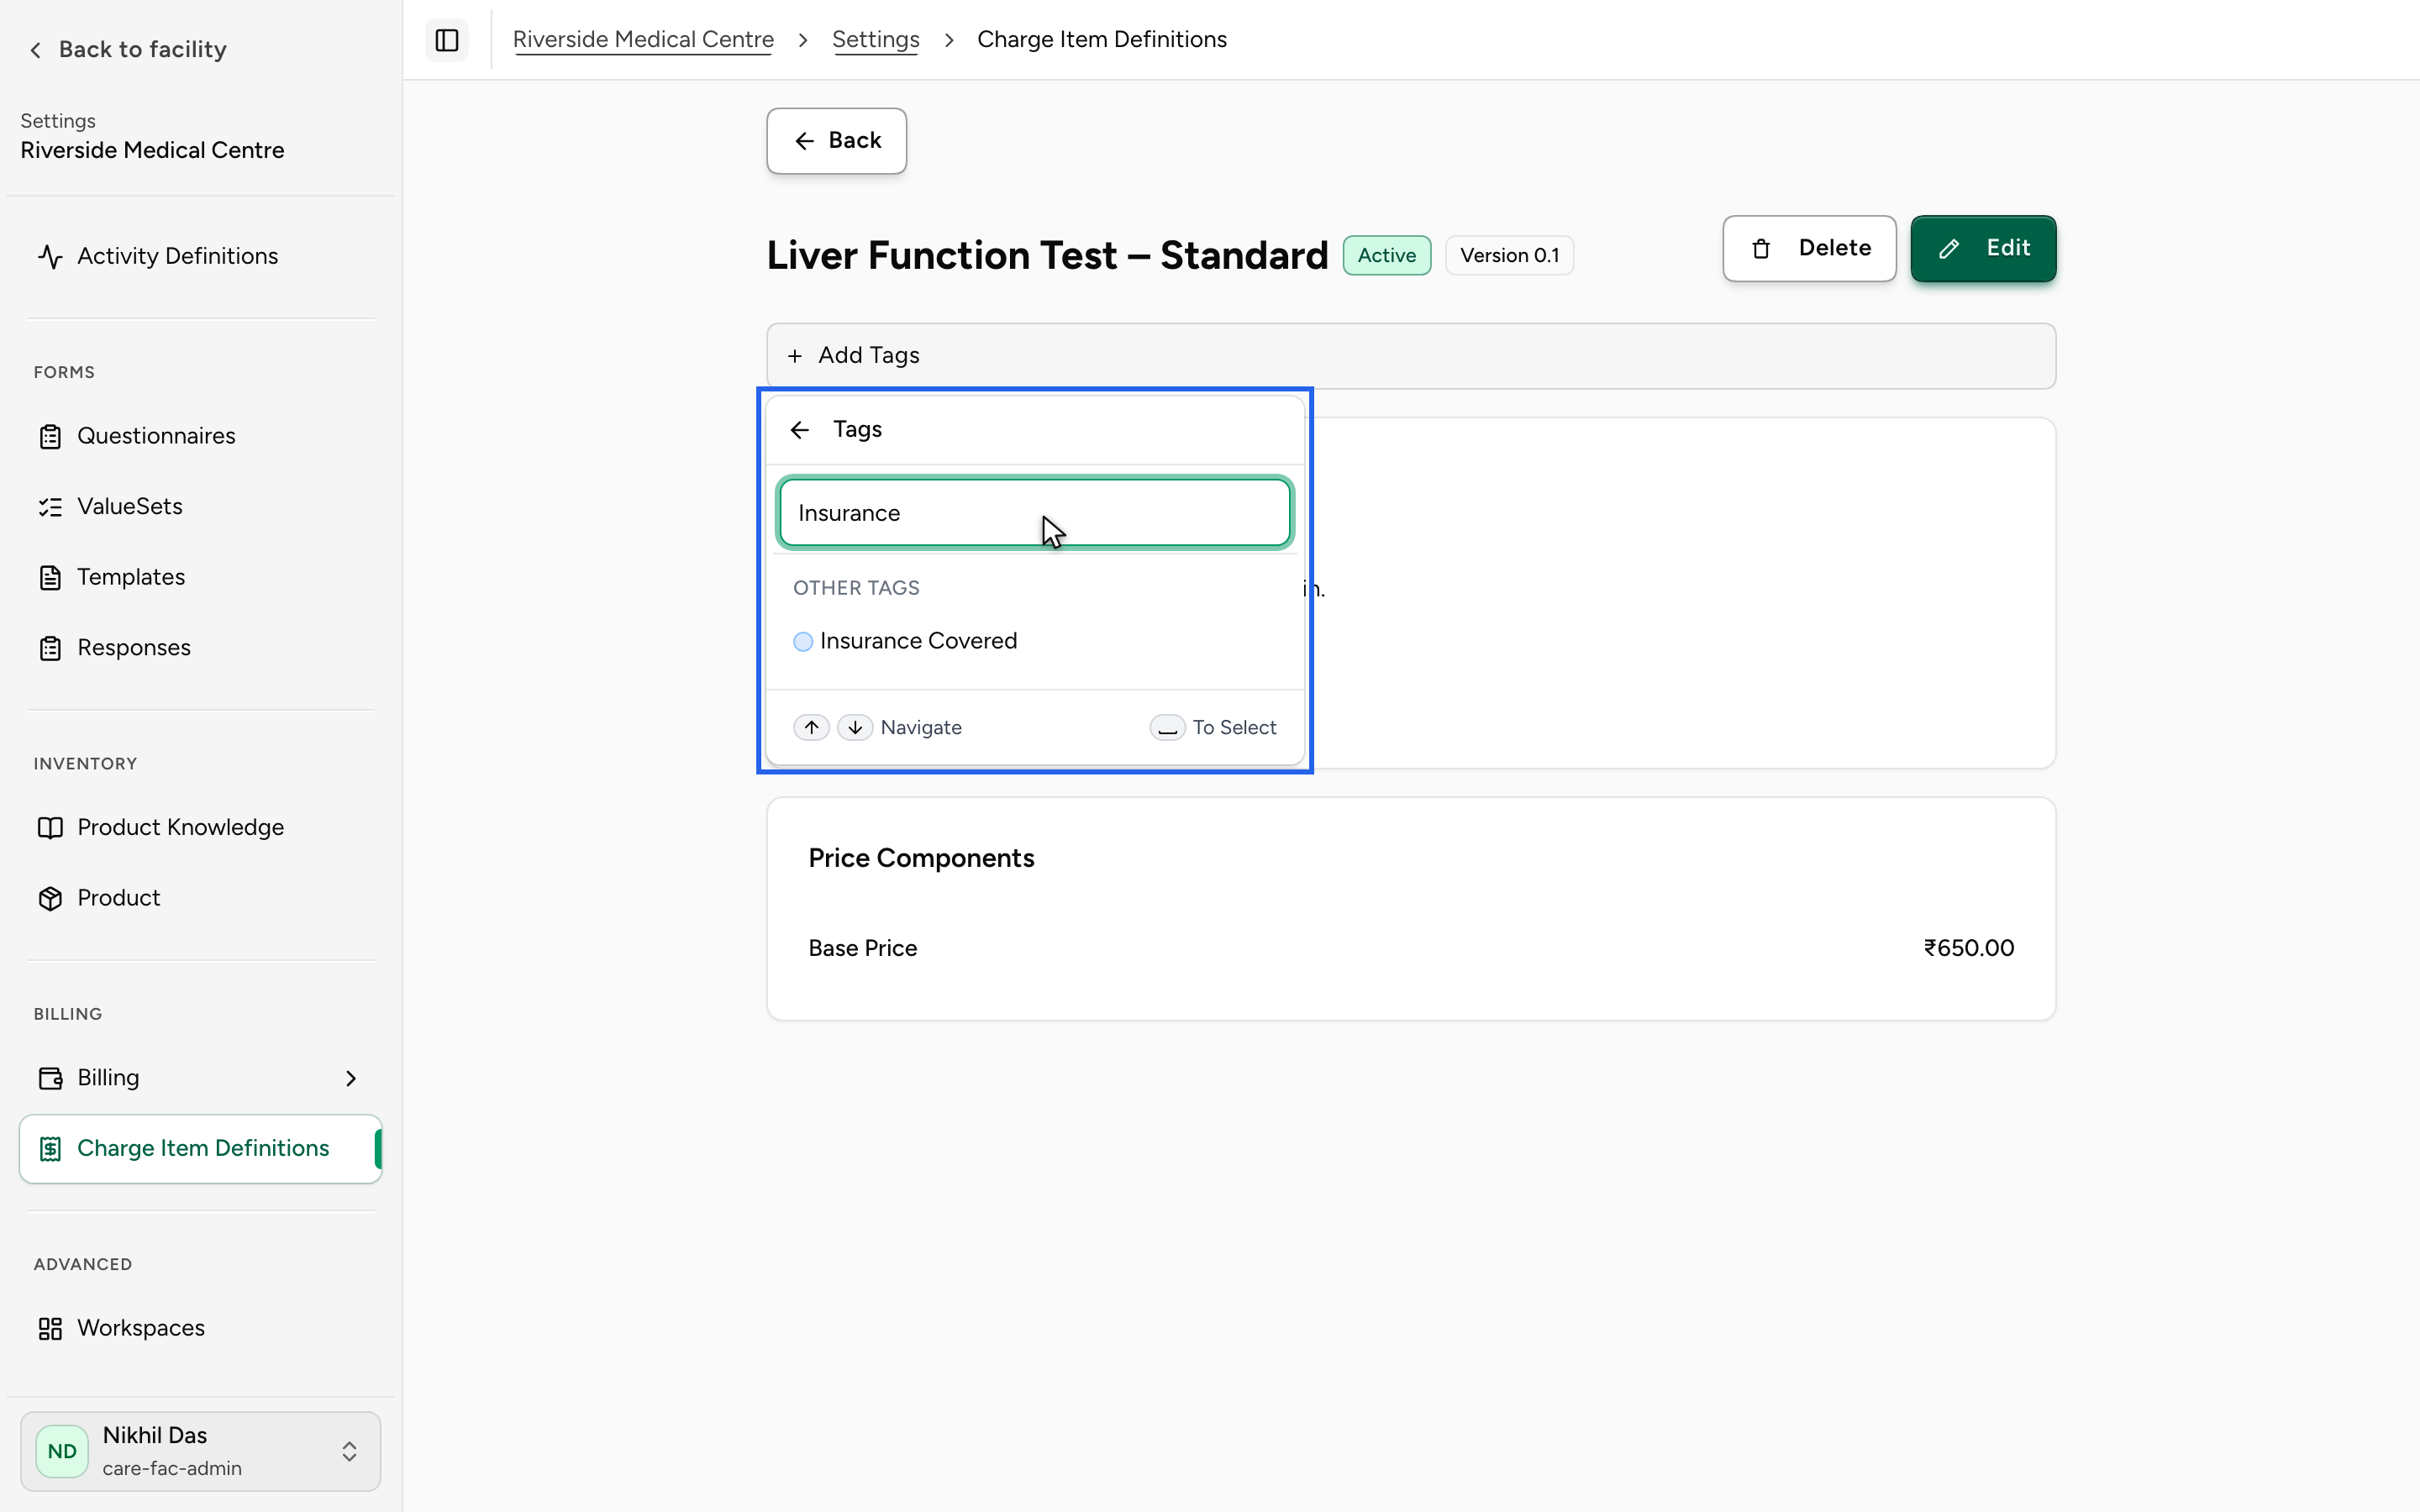 Back to facility
Settings
Riverside Medical Centre
Activity Definitions
FORMS
Questionnaires
ValueSets
Templates
Responses
INVENTORY
Product Knowledge
Product
BILLING
Billing
Charge Item Definitions
ADVANCED
Workspaces
ND
Nikhil Das
care-fac-admin
Riverside Medical Centre > Settings > Charge Item Definitions
Back
Liver Function Test – Standard Active Version 0.1
Delete
Edit
+ Add Tags
Tags
Insurance
OTHER TAGS
in.
Insurance Covered
Navigate
To Select
Price Components
Base Price ₹650.00